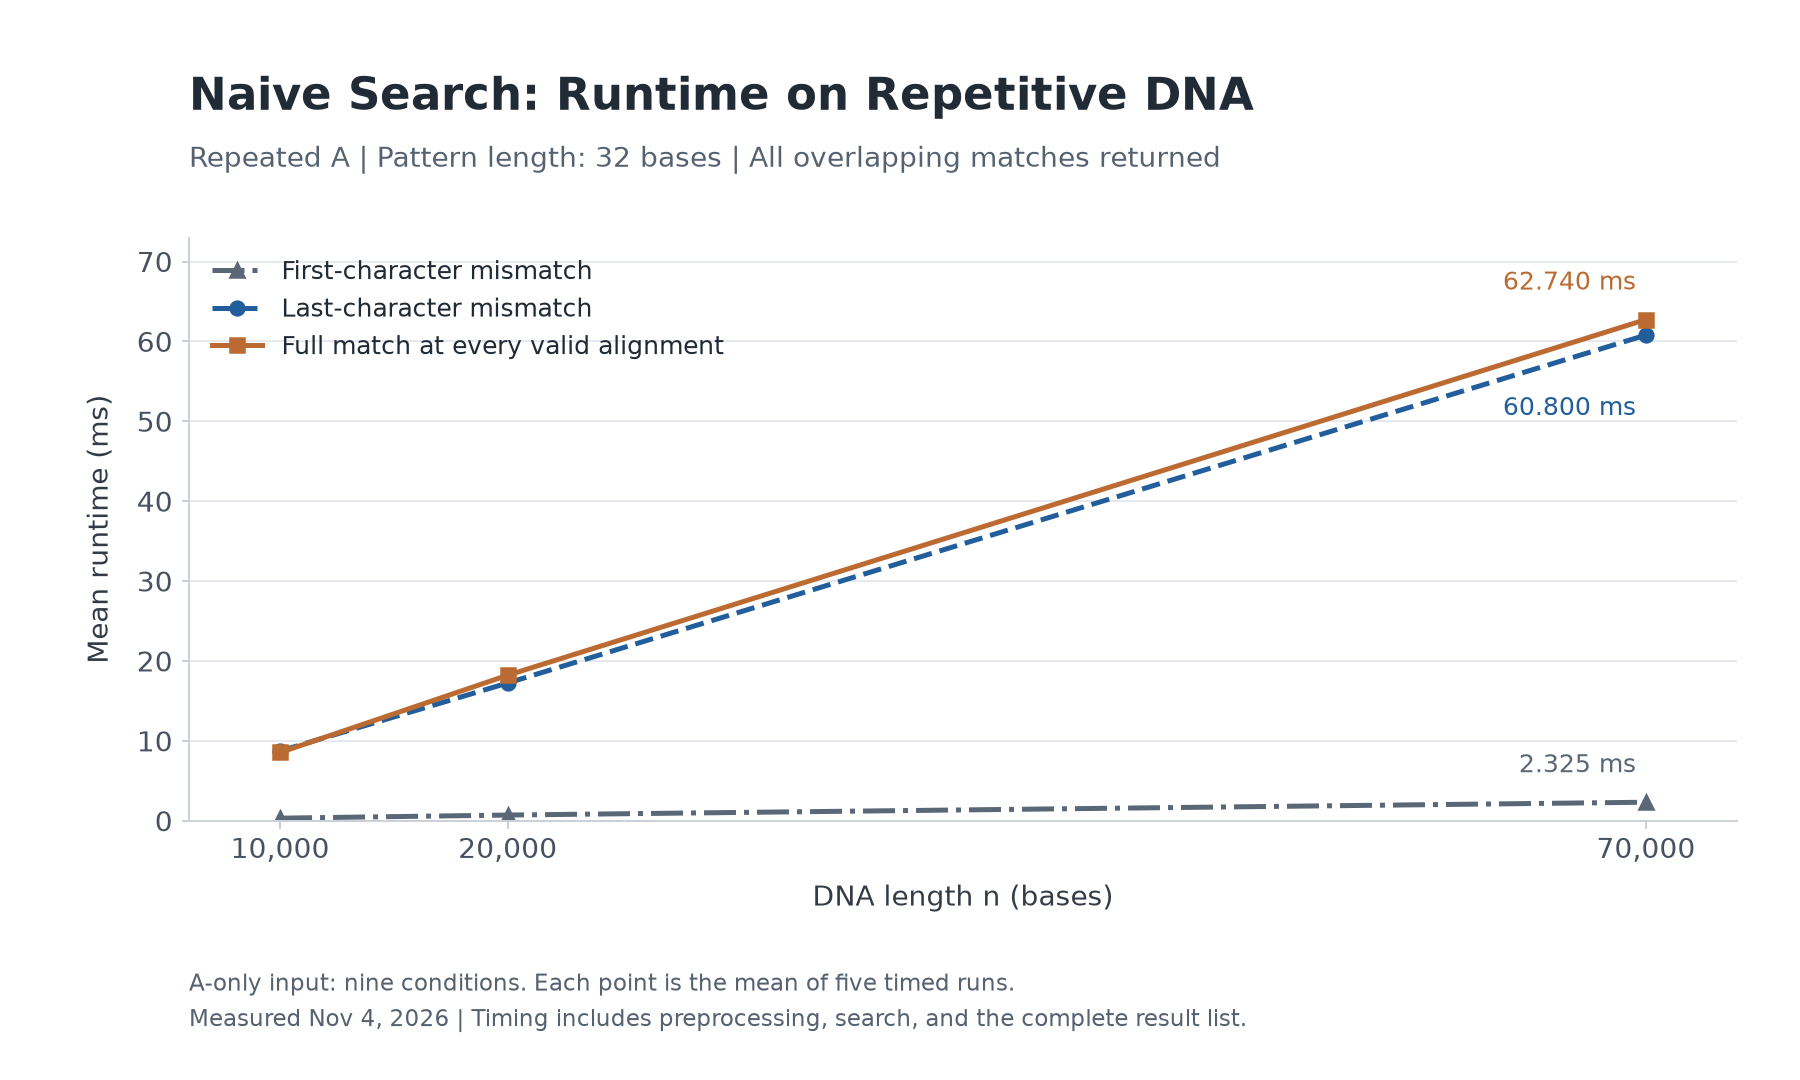 Naive Search: Runtime on Repetitive DNA
Repeated A | Pattern length: 32 bases | All overlapping matches returned
First-character mismatch
Last-character mismatch
Full match at every valid alignment
62.740 ms
60.800 ms
2.325 ms
Mean runtime (ms)
70
60
50
40
30
20
10
0
10,000
20,000
70,000
DNA length n (bases)
A-only input: nine conditions. Each point is the mean of five timed runs.
Measured Nov 4, 2026 | Timing includes preprocessing, search, and the complete result list.